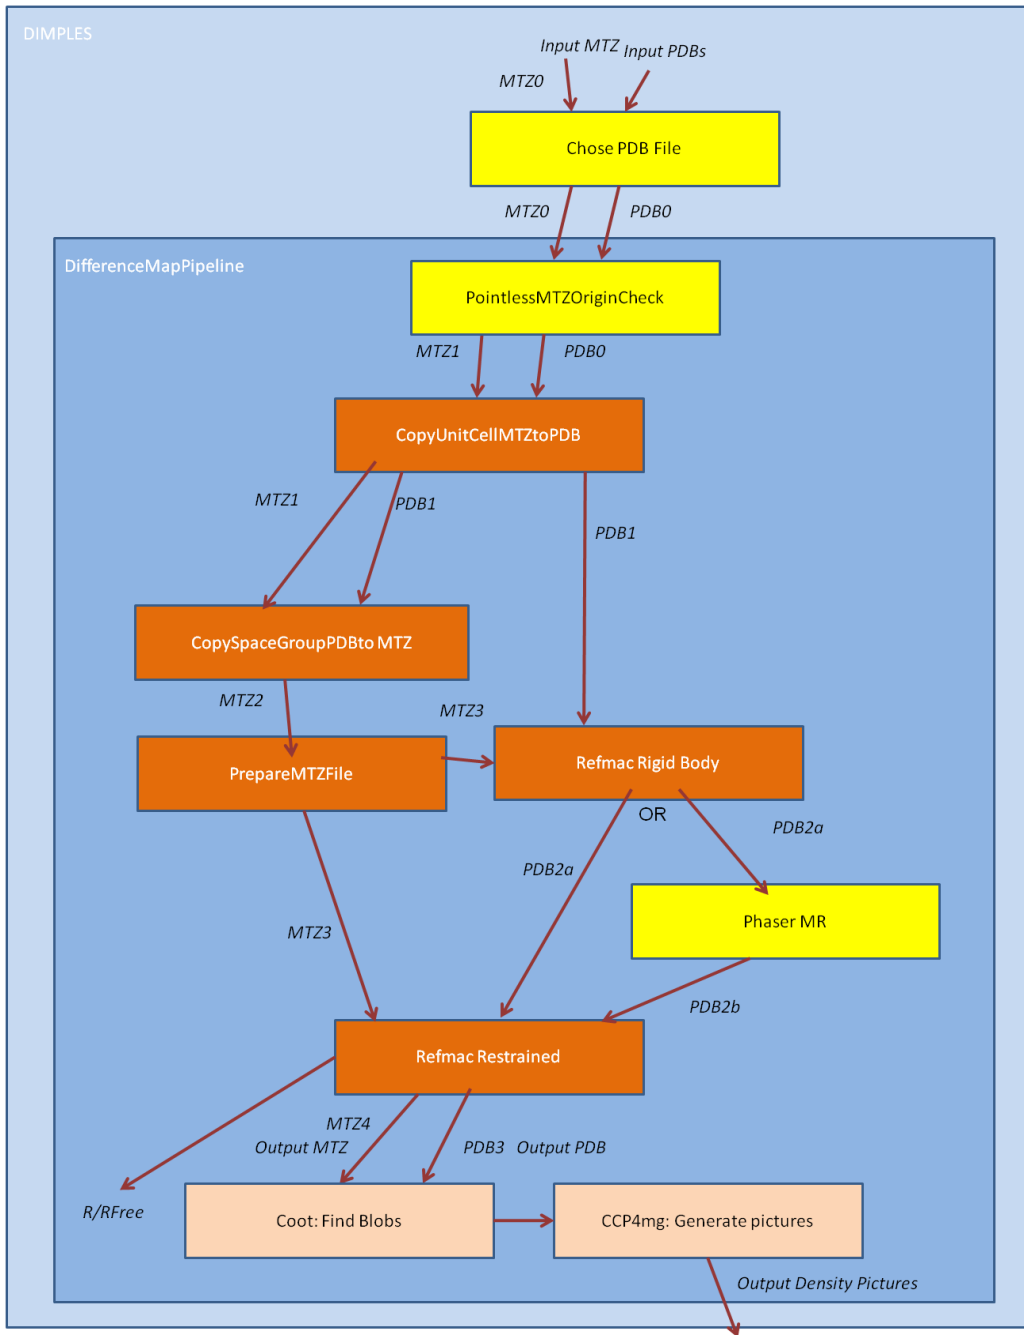 DIMPLES
Input MTZ
Input PDBs
MTZ0
Chose PDB File
MTZ0
PDB0
DifferenceMapPipeline
PointlessMTZOriginCheck
MTZ1
PDB0
CopyUnitCellMTZtoPDB
MTZ1
PDB1
PDB1
CopySpaceGroupPDBto MTZ
MTZ2
MTZ3
PrepareMTZFile
Refmac Rigid Body
OR
PDB2a
PDB2a
Phaser MR
MTZ3
PDB2b
Refmac Restrained
MTZ4
Output MTZ
PDB3 Output PDB
R/RFree
Coot: Find Blobs
CCP4mg: Generate pictures
Output Density Pictures